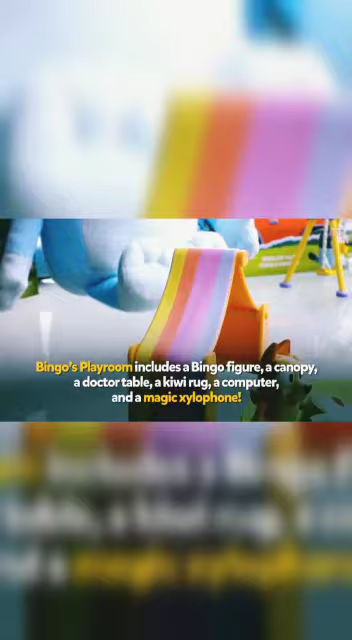 Bingo's Playroom includes a Bingo figure, a canopy,
a doctor table, a kiwi rug, a computer,
and a magic xylophone!